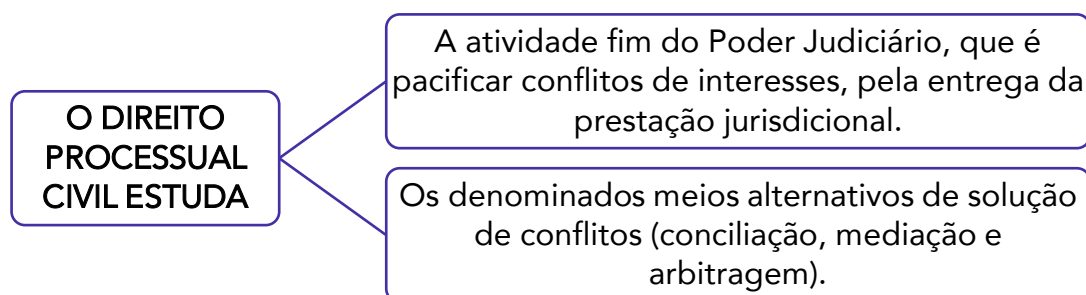 O DIREITO
PROCESSUAL
CIVIL ESTUDA
A atividade fim do Poder Judiciário, que é
pacificar conflitos de interesses, pela entrega da
prestação jurisdicional.
Os denominados meios alternativos de solução
de conflitos (conciliação, mediação e
arbitragem).